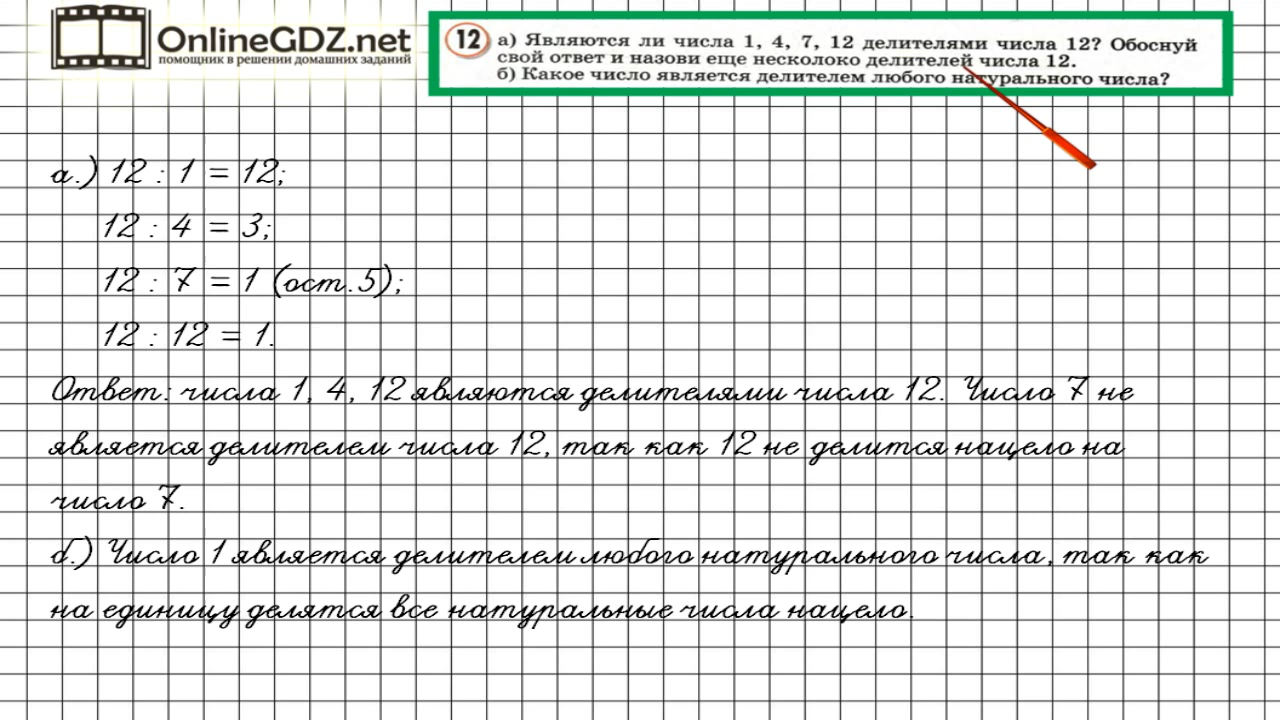 OnlineGDZ.net
помощник в решении домашних заданий
12 а) Являются ли числа 1, 4, 7, 12 делителями числа 12? Обоснуй
свой ответ и назови еще несколоко делителей числа 12.
б) Какое число является делителем любого натурального числа?
а.) 12 : 1 = 12;
12 : 4 = 3;
12 : 7 = 1 (ост.5);
12 : 12 = 1.
Ответ: числа 1, 4, 12 являются делителями числа 12. Число 7 не
является делителем числа 12, так как 12 не делится нацело на
число 7.
б.) Число 1 является делителем любого натурального числа, так как
на единицу делятся все натуральные числа нацело.